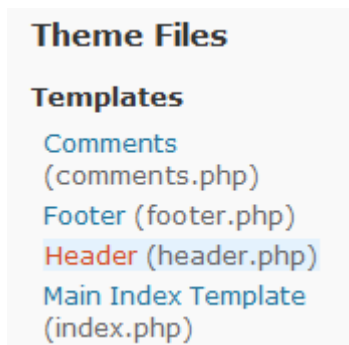 Theme Files
Templates
Comments
(comments.php)
Footer (footer.php)
Header (header.php)
Main Index Template
(index.php)